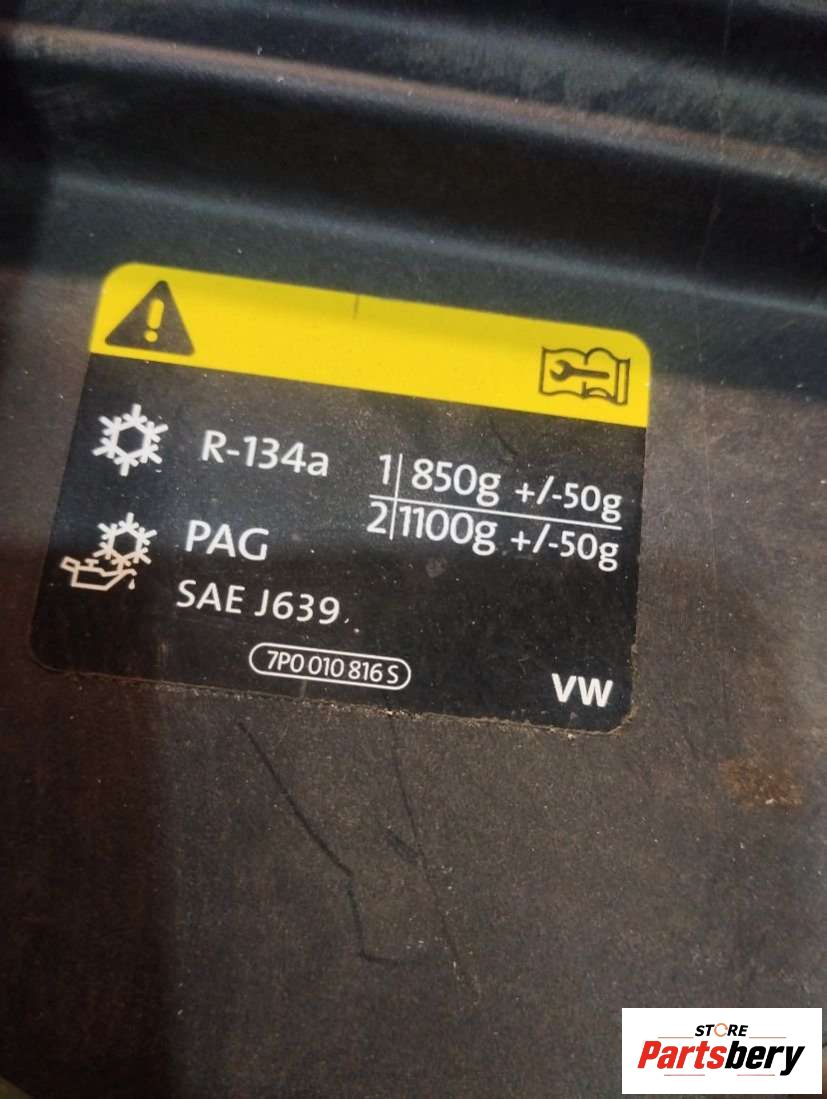 R-134a
1 850g +/-50g
2 1100g +/-50g
PAG
SAE J639
7P0 010 816 S
VW
STORE
Partsbery